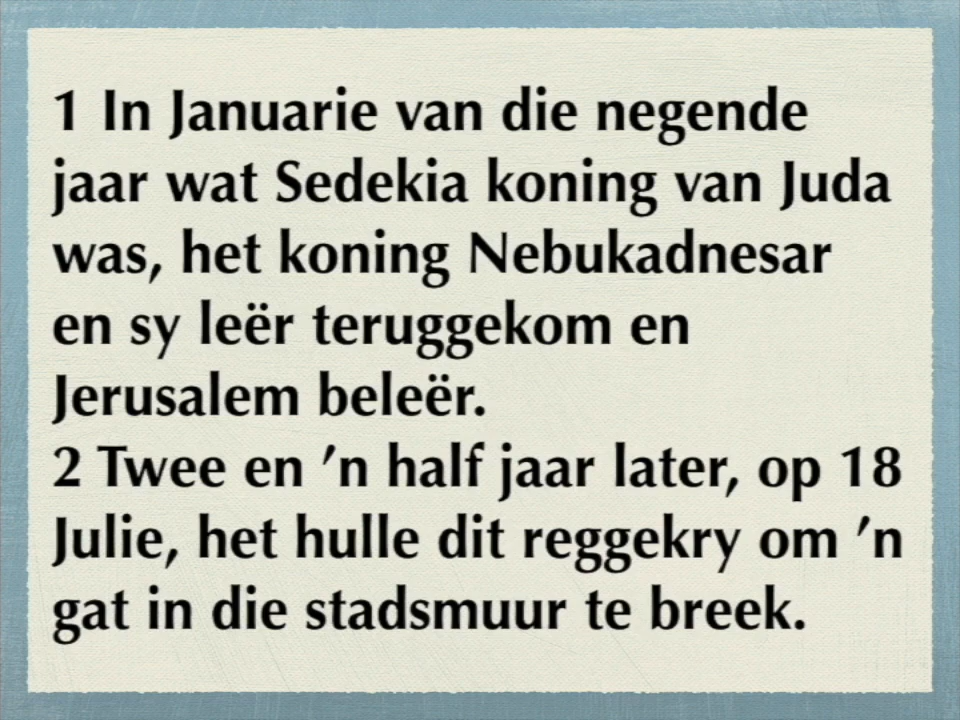 1 In Januarie van die negende
jaar wat Sedekia koning van Juda
was, het koning Nebukadnesar
en sy leër teruggekom en
Jerusalem beleër.
2 Twee en ’n half jaar later, op 18
Julie, het hulle dit reggekry om ’n
gat in die stadsmuur te breek.